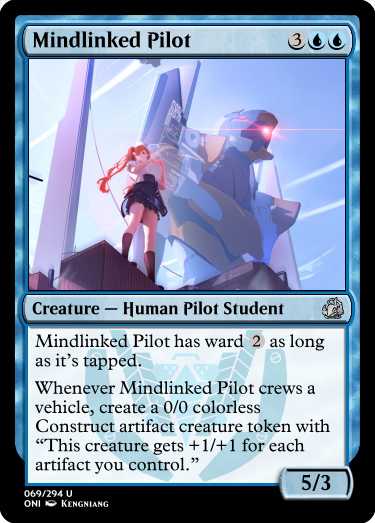 Mindlinked Pilot 3
Creature — Human Pilot Student
Mindlinked Pilot has ward 2 as long
as it's tapped.
Whenever Mindlinked Pilot crews a
vehicle, create a 0/0 colorless
Construct artifact creature token with
“This creature gets +1/+1 for each
artifact you control.”
5/3
069/294 U
ONI Kengniang